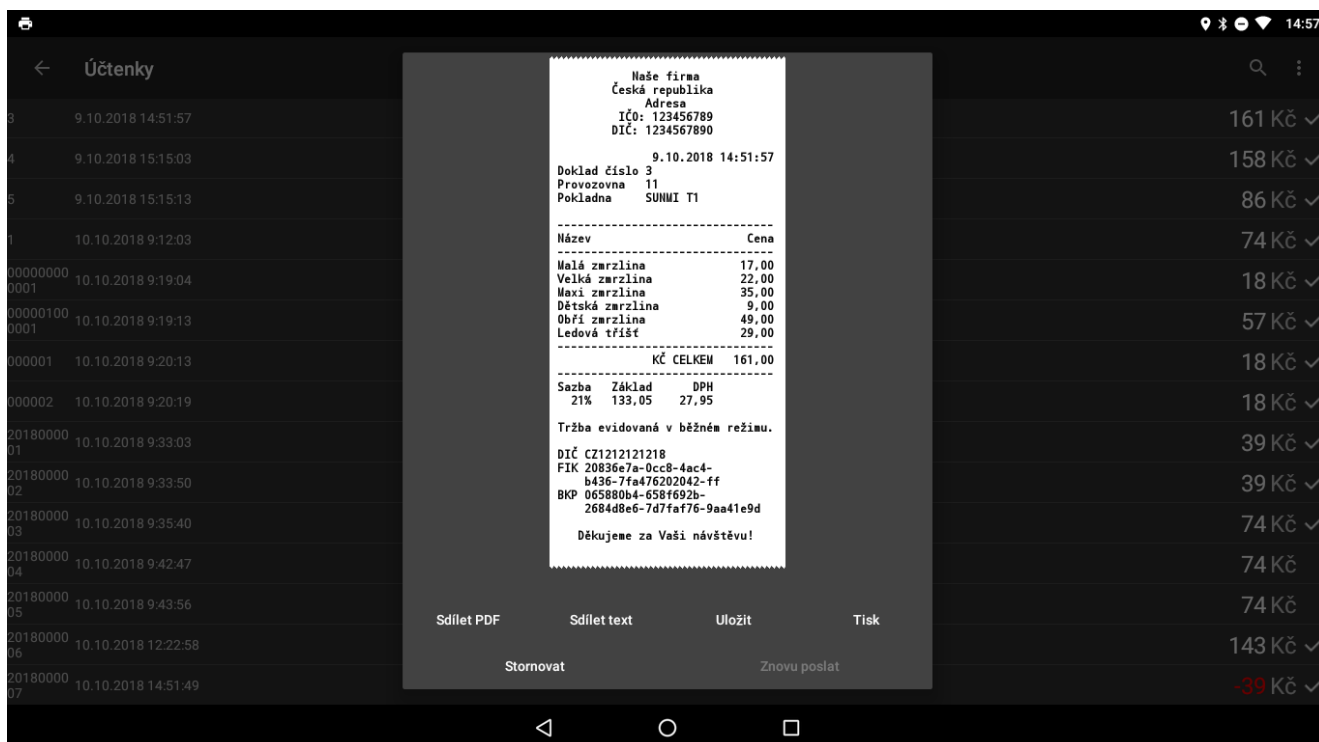 14:57
Účtenky
3 9.10.2018 14:51:57 161 Kč
4 9.10.2018 15:15:03 158 Kč
5 9.10.2018 15:15:13 86 Kč
1 10.10.2018 9:12:03 74 Kč
00000000
0001 10.10.2018 9:19:04 18 Kč
00000100
0001 10.10.2018 9:19:13 57 Kč
000001 10.10.2018 9:20:13 18 Kč
000002 10.10.2018 9:20:19 18 Kč
20180000
01 10.10.2018 9:33:03 39 Kč
20180000
02 10.10.2018 9:33:50 39 Kč
20180000
03 10.10.2018 9:35:40 74 Kč
20180000
04 10.10.2018 9:42:47 74 Kč
20180000
05 10.10.2018 9:43:56 74 Kč
20180000
06 10.10.2018 12:22:58 143 Kč
20180000
07 10.10.2018 14:51:49 -39 Kč
Naše firma
Česká republika
Adresa
IČO: 123456789
DIČ: 1234567890
9.10.2018 14:51:57
Doklad číslo 3
Provozovna 11
Pokladna SUNMI T1
Název Cena
Malá zmrzlina 17,00
Velká zmrzlina 22,00
Maxi zmrzlina 35,00
Dětská zmrzlina 9,00
Obří zmrzlina 49,00
Ledová tříšť 29,00
KČ CELKEM 161,00
Sazba Základ DPH
21% 133,05 27,95
Tržba evidovaná v běžném režimu.
DIČ CZ1212121218
FIK 20836e7a-0cc8-4ac4-
b436-7fa476202042-ff
BKP 065880b4-658f692b-
2684d8e6-7d7faf76-9aa41e9d
Děkujeme za Vaši návštěvu!
Sdílet PDF Sdílet text Uložit Tisk
Stornovat Znovu poslat